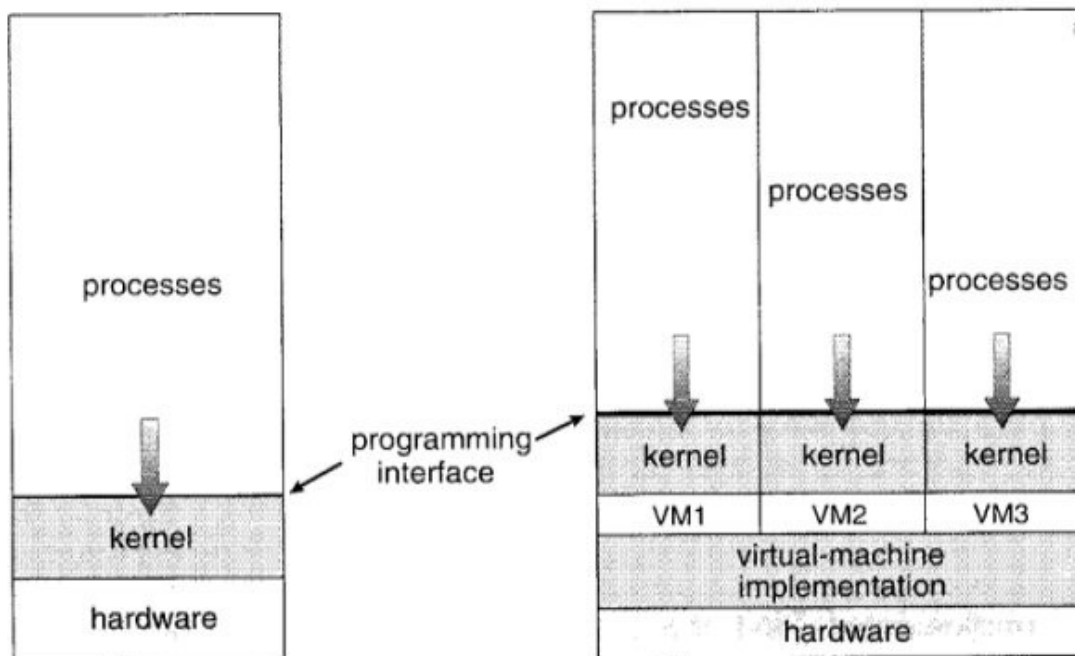 processes
kernel
hardware
programming
interface
processes
processes
processes
kernel
kernel
kernel
VM1
VM2
VM3
virtual-machine
implementation
hardware